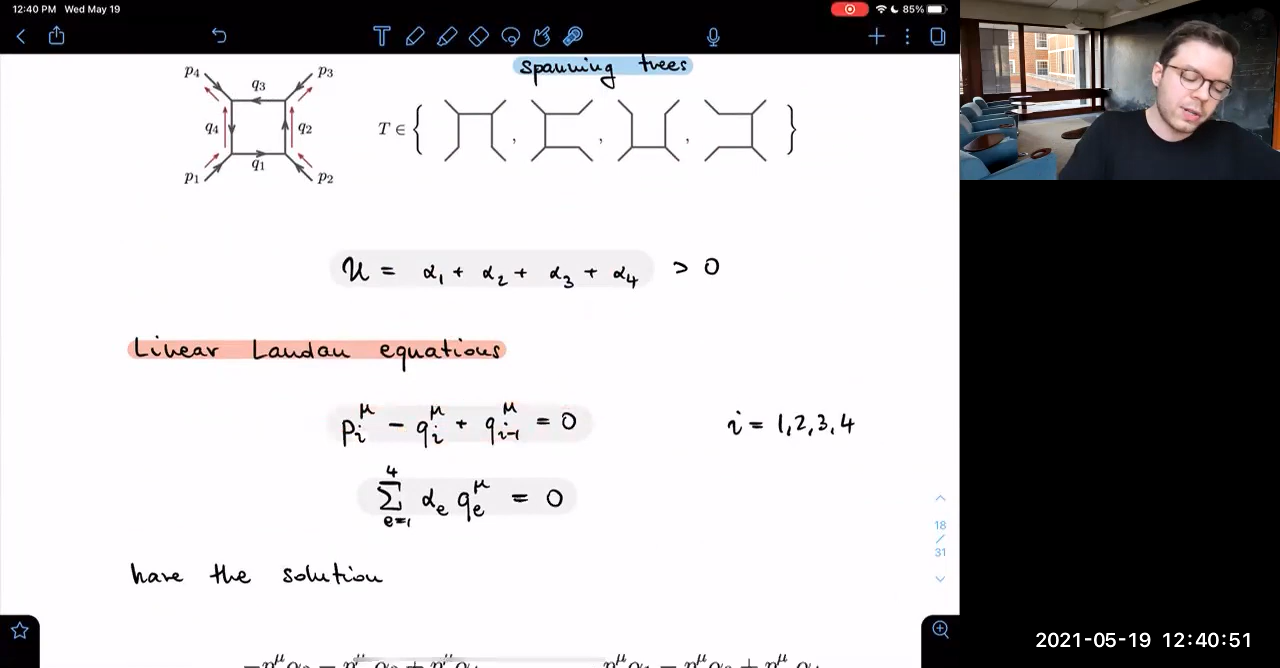 12:40 PM Wed May 19
85%
spanning trees
p₄ q₃ p₃
q₄ q₂
p₁ q₁ p₂
T ∈ { , , , }
𝒰 = α₁ + α₂ + α₃ + α₄ > 0
Linear Landau equations
pᵢ^μ − qᵢ^μ + qᵢ₋₁^μ = 0 i = 1,2,3,4
∑_{e=1}^{4} αₑ qₑ^μ = 0
18
/
31
have the solution
2021-05-19 12:40:51